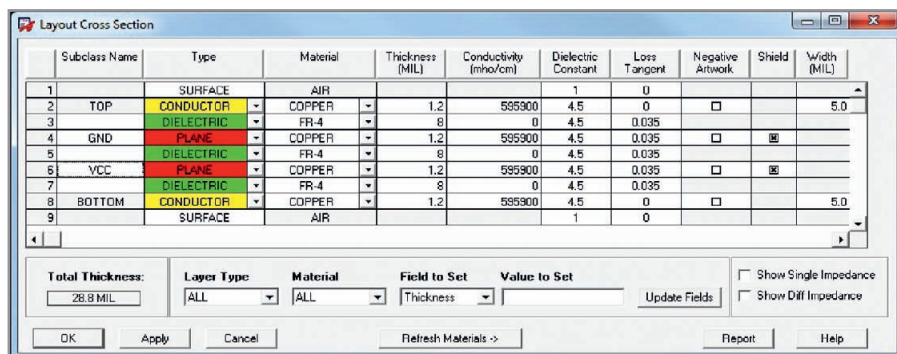 Layout Cross Section
Subclass Name Type Material Thickness (MIL) Conductivity (mho/cm) Dielectric Constant Loss Tangent Negative Artwork Shield Width (MIL)
1 SURFACE AIR 1 0
2 TOP CONDUCTOR COPPER 1.2 595900 4.5 0 5.0
3 DIELECTRIC FR-4 8 0 4.5 0.035
4 GND PLANE COPPER 1.2 595900 4.5 0.035
5 DIELECTRIC FR-4 8 0 4.5 0.035
6 VCC PLANE COPPER 1.2 595900 4.5 0.035
7 DIELECTRIC FR-4 8 0 4.5 0.035
8 BOTTOM CONDUCTOR COPPER 1.2 595900 4.5 0 5.0
9 SURFACE AIR 1 0
Total Thickness: Layer Type Material Field to Set Value to Set Show Single Impedance
28.8 MIL ALL ALL Thickness Update Fields Show Diff Impedance
OK Apply Cancel Refresh Materials -> Report Help